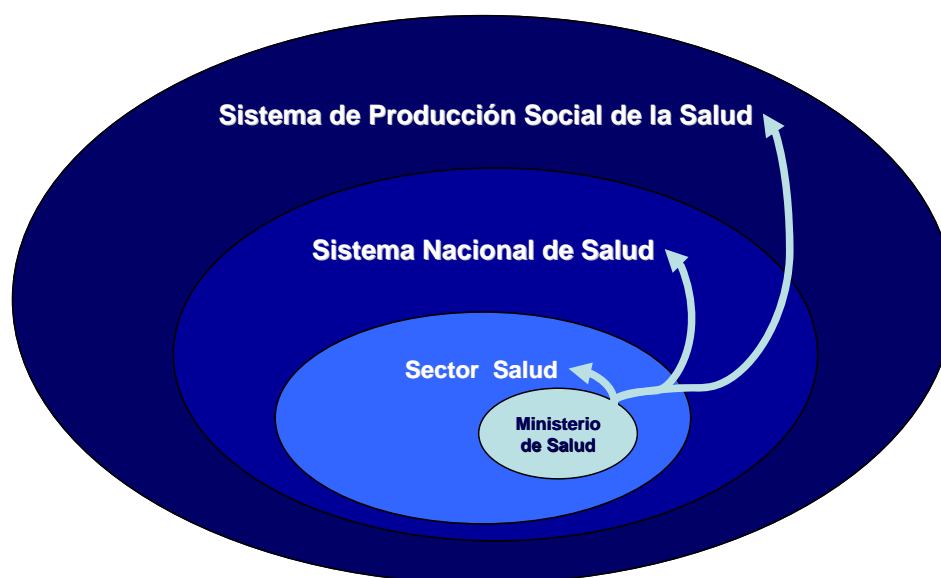 Sistema de Producción Social de la Salud
Sistema Nacional de Salud
Sector Salud
Ministerio
de Salud